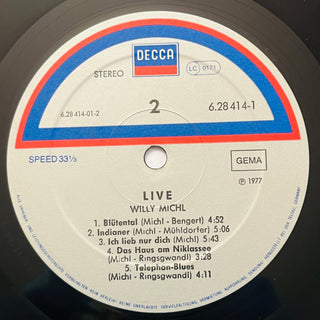 DECCA
STEREO
LC 0171
2
6.28 414-01-2
6.28 414-1
SPEED 33⅓
GEMA
℗ 1977
LIVE
WILLY MICHL
1. Blütental (Michl - Bengert) 4:52
2. Indianer (Michl - Mühldorfer) 5:06
3. Ich lieb nur dich (Michl) 5:43
4. Das Haus am Niklassee
(Michl - Ringsgwandl) 3.28
5. Telephon-Blues
(Michl - Ringsgwandl)
4:11